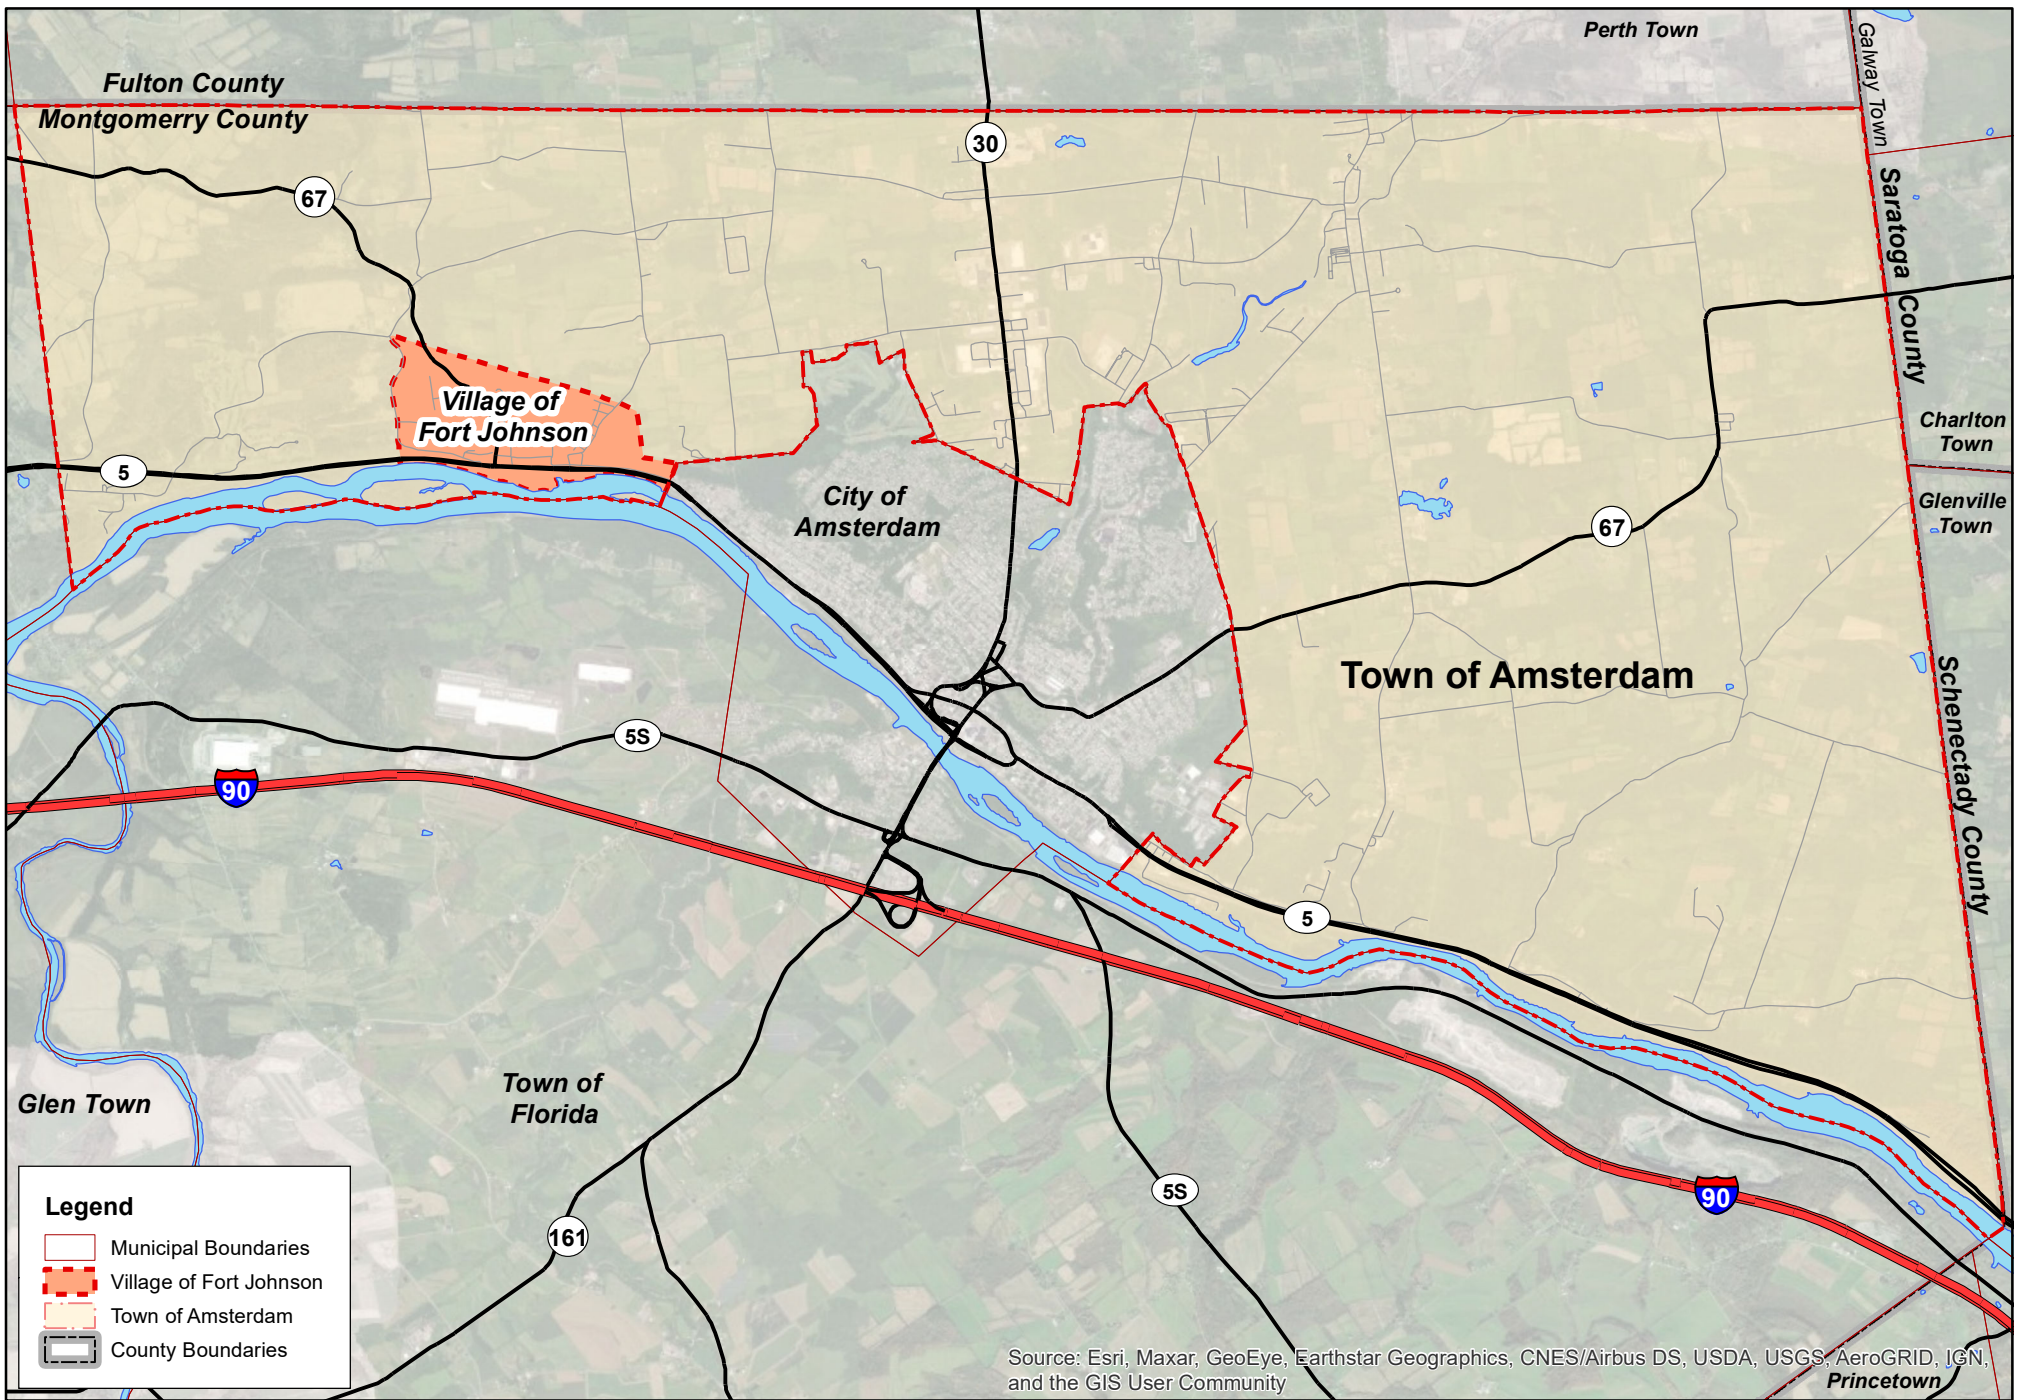 Perth Town
Galway Town
Fulton County
Montgomerry County
30
67
Saratoga County
Village of
Fort Johnson
Charlton
Town
5
City of
Amsterdam
Glenville
Town
67
Town of Amsterdam
Schenectady County
5S
90
5
Glen Town
Town of
Florida
5S
90
161
Legend
Municipal Boundaries
Village of Fort Johnson
Town of Amsterdam
County Boundaries
Source: Esri, Maxar, GeoEye, Earthstar Geographics, CNES/Airbus DS, USDA, USGS, AeroGRID, IGN,
and the GIS User Community
Princetown